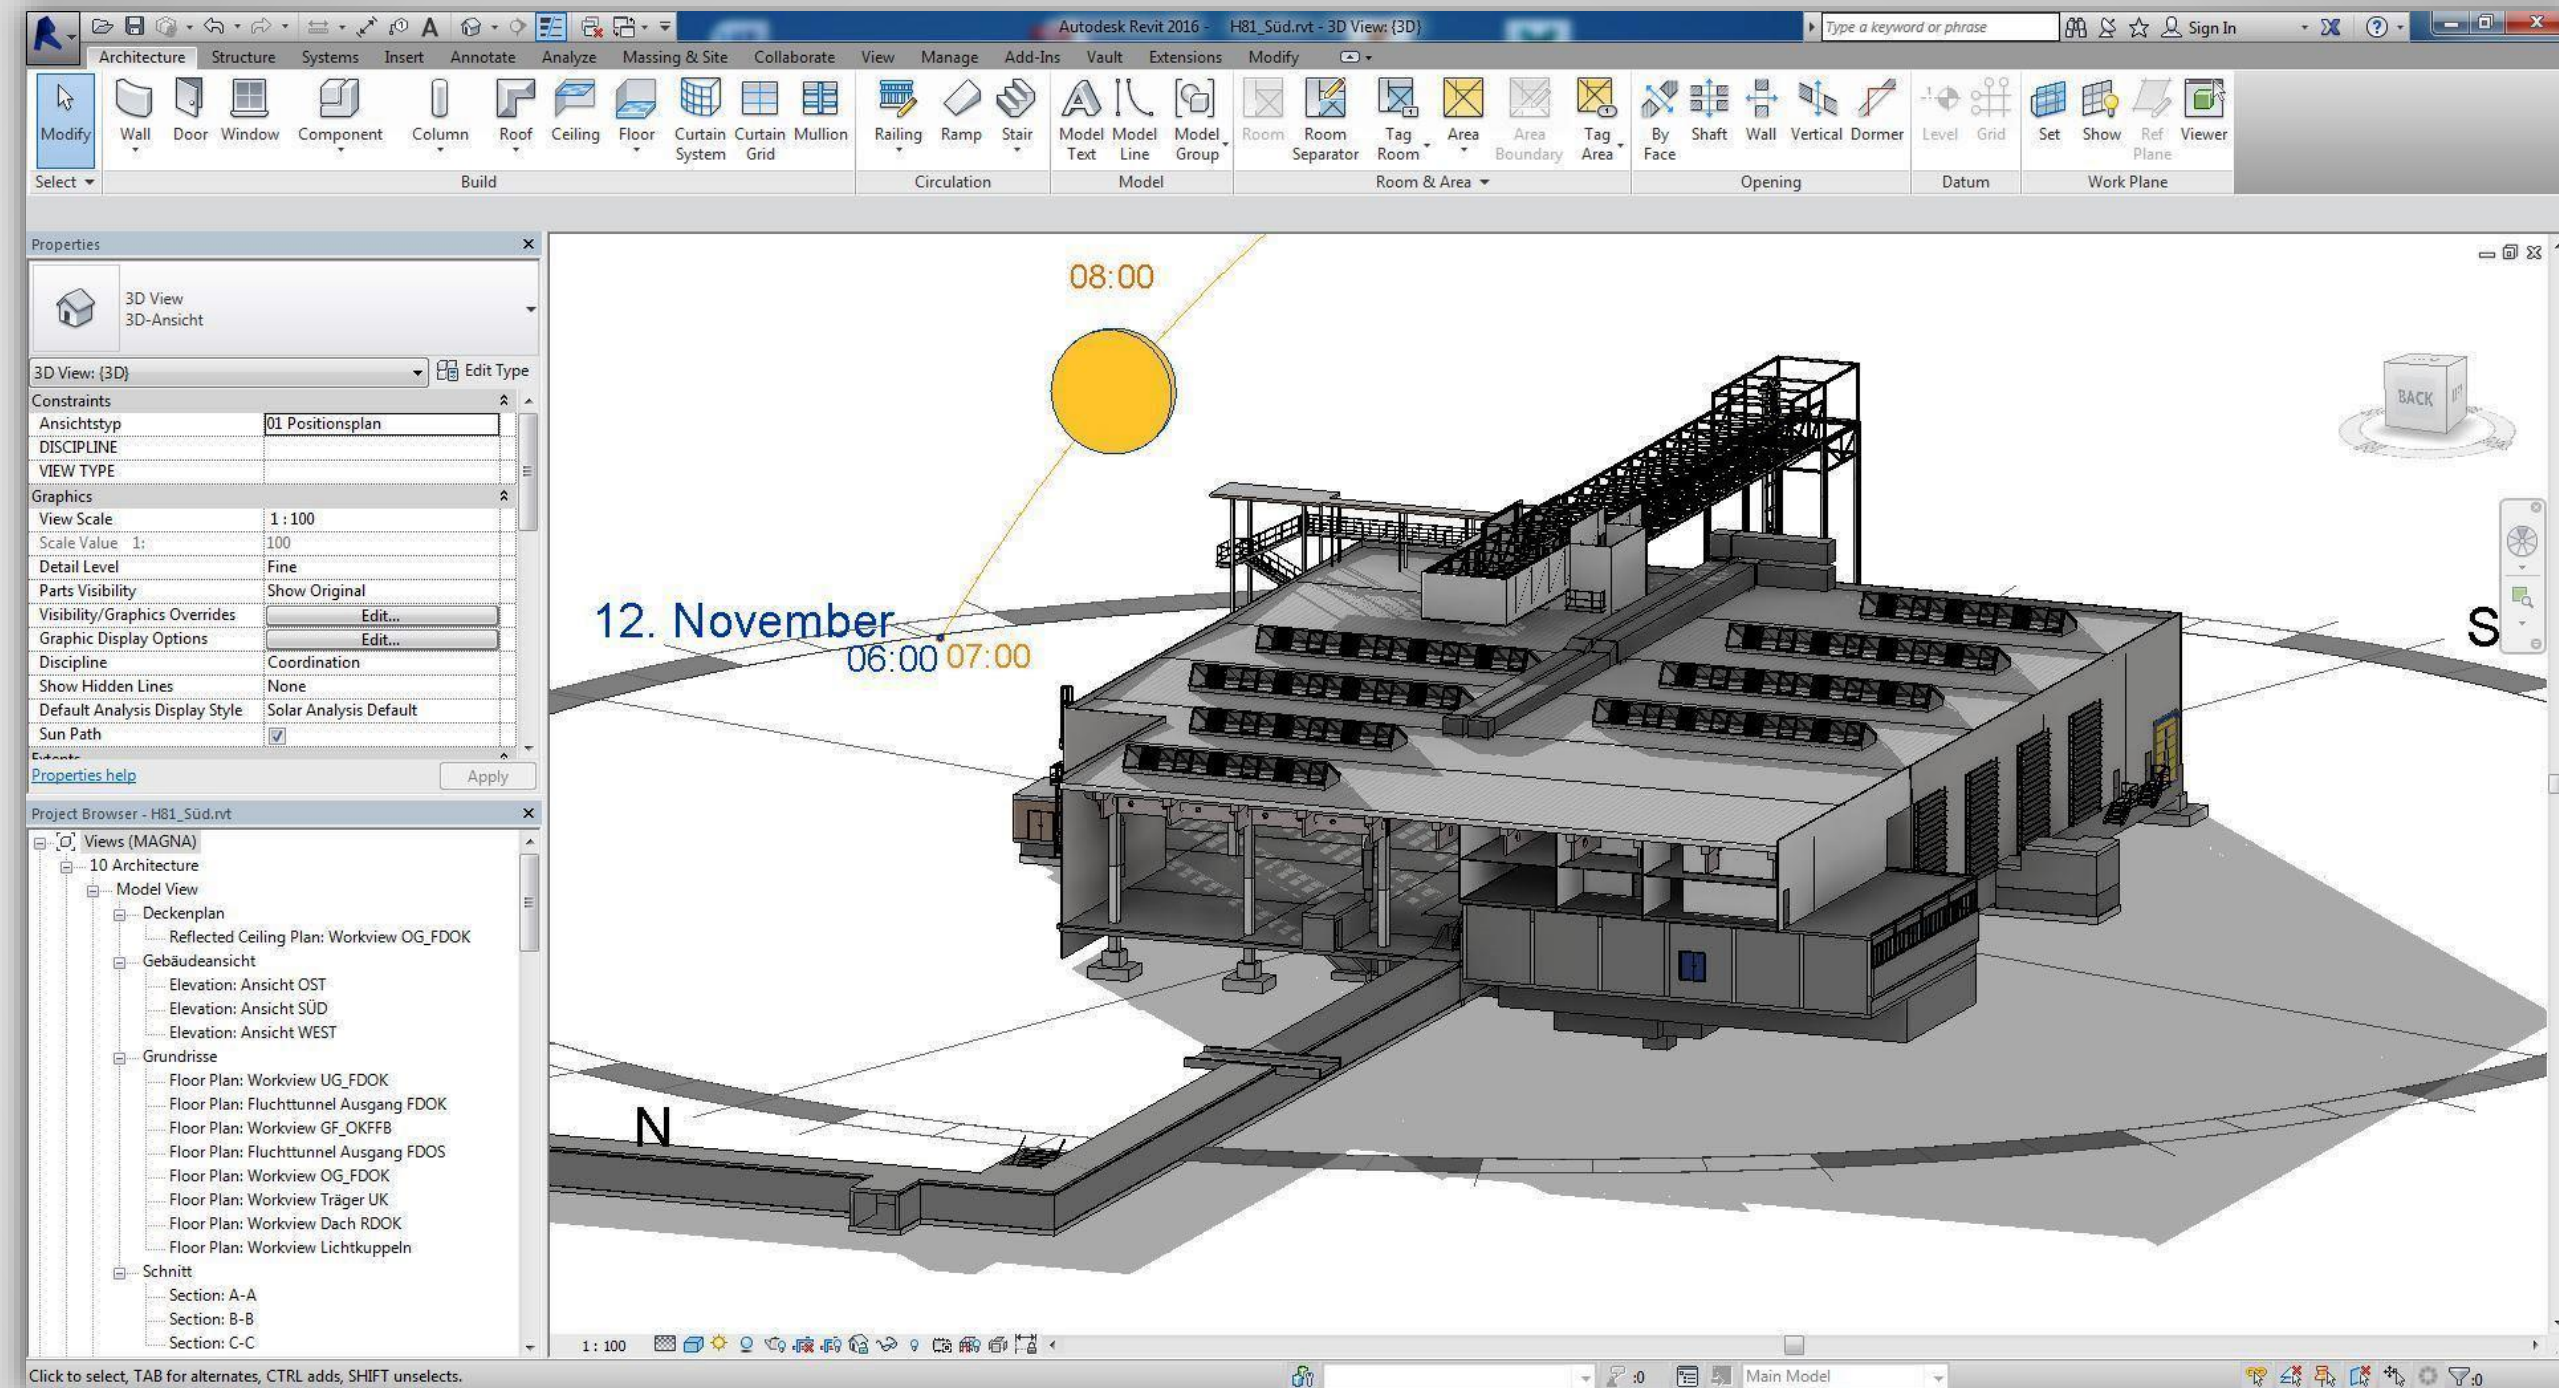 Autodesk Revit 2016 - H81_Süd.rvt - 3D View: {3D}
Type a keyword or phrase
Sign In
Architecture Structure Systems Insert Annotate Analyze Massing & Site Collaborate View Manage Add-Ins Vault Extensions Modify
Modify Wall Door Window Component Column Roof Ceiling Floor Curtain System Curtain Grid Mullion Railing Ramp Stair Model Text Model Line Model Group Room Room Separator Tag Room Area Area Boundary Tag Area By Face Shaft Wall Vertical Dormer Level Grid Set Show Ref Plane Viewer
Select Build Circulation Model Room & Area Opening Datum Work Plane
Properties
3D View
3D-Ansicht
3D View: {3D} Edit Type
Constraints
Ansichtstyp 01 Positionsplan
DISCIPLINE
VIEW TYPE
Graphics
View Scale 1 : 100
Scale Value 1: 100
Detail Level Fine
Parts Visibility Show Original
Visibility/Graphics Overrides Edit...
Graphic Display Options Edit...
Discipline Coordination
Show Hidden Lines None
Default Analysis Display Style Solar Analysis Default
Sun Path
Extents
Properties help Apply
Project Browser - H81_Süd.rvt
Views (MAGNA)
10 Architecture
Model View
Deckenplan
Reflected Ceiling Plan: Workview OG_FDOK
Gebäudeansicht
Elevation: Ansicht OST
Elevation: Ansicht SÜD
Elevation: Ansicht WEST
Grundrisse
Floor Plan: Workview UG_FDOK
Floor Plan: Fluchttunnel Ausgang FDOK
Floor Plan: Workview GF_OKFFB
Floor Plan: Fluchttunnel Ausgang FDOS
Floor Plan: Workview OG_FDOK
Floor Plan: Workview Träger UK
Floor Plan: Workview Dach RDOK
Floor Plan: Workview Lichtkuppeln
Schnitt
Section: A-A
Section: B-B
Section: C-C
08:00
12. November
06:00 07:00
BACK
S
N
1 : 100
Click to select, TAB for alternates, CTRL adds, SHIFT unselects.
:0
Main Model
:0